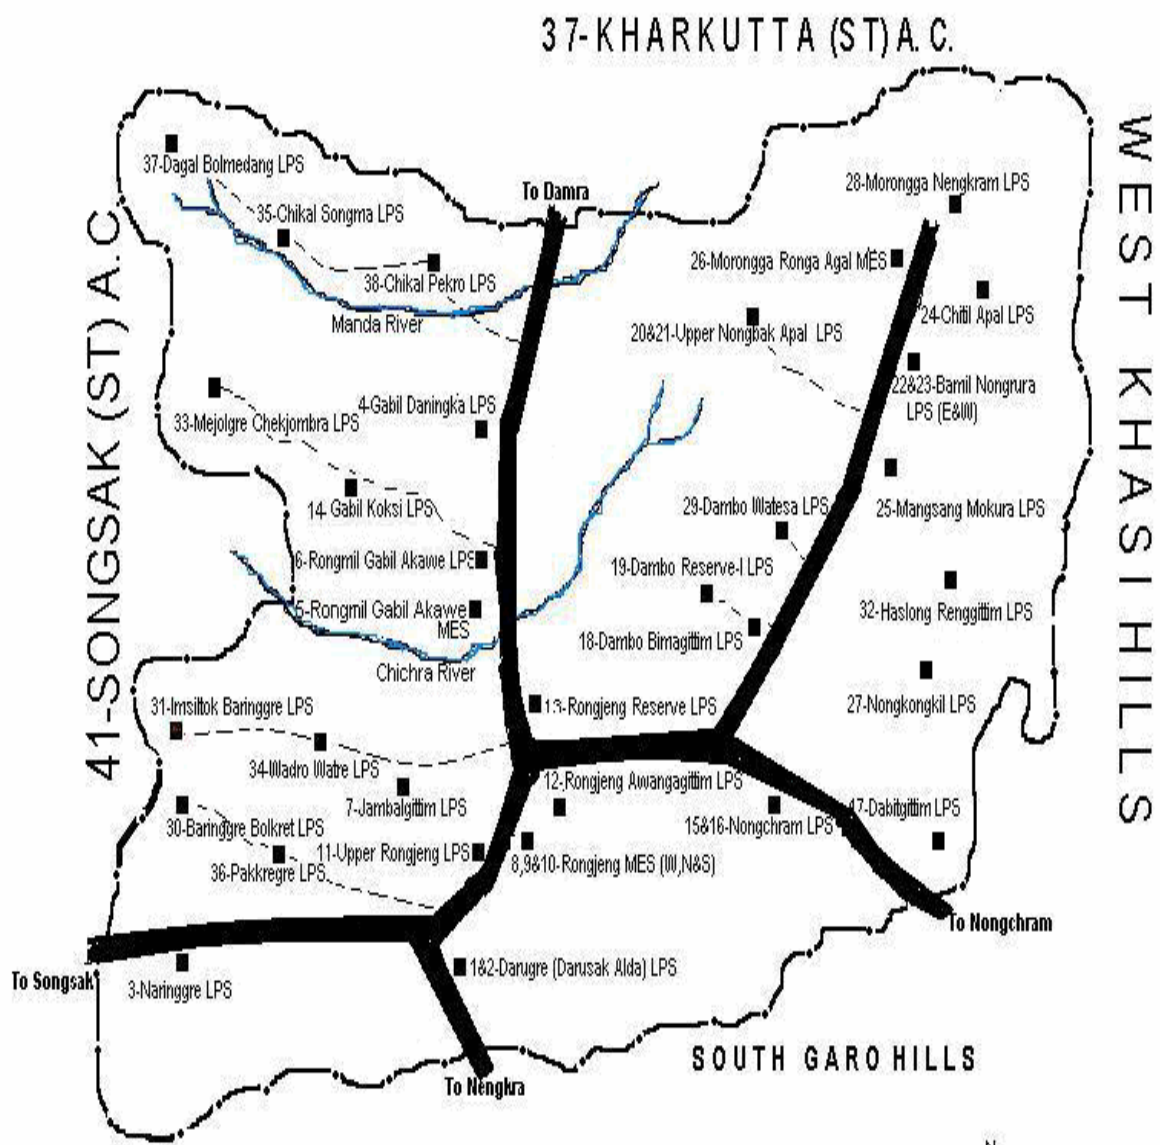 37-KHARKUTTA (ST) A.C.
WEST KHASI HILLS
41-SONGSAK (ST) A.C
37-Dagal Bolmedang LPS
28-Morongga Nengkram LPS
To Damra
35-Chikal Songma LPS
26-Morongga Ronga Agal MES
38-Chikal Pekro LPS
24-Chitil Apal LPS
Manda River
20&21-Upper Nongbak Apal LPS
22&23-Bamil Nongrura
LPS (E&W)
4-Gabil Daningka LPS
33-Mejolgre Chekjombra LPS
14-Gabil Koksi LPS
29-Dambo Watesa LPS
25-Mangsang Mokura LPS
6-Rongmil Gabil Akawe LPS
19-Dambo Reserve-I LPS
5-Rongmil Gabil Akawe
MES
32-Haslong Renggittim LPS
18-Dambo Bimagittim LPS
Chichra River
31-Imsittok Baringgre LPS
13-Rongjeng Reserve LPS
27-Nongkongkil LPS
34-Wadro Watre LPS
12-Rongjeng Awangagittim LPS
7-Jambalgittim LPS
17-Dabitgittim LPS
30-Baringgre Bolkret LPS
15&16-Nongchram LPS
11-Upper Rongjeng LPS
8,9&10-Rongjeng MES (W,N&S)
36-Pakkregre LPS
To Nongchram
1&2-Darugre (Darusak Alda) LPS
To Songsak
3-Naringgre LPS
SOUTH GARO HILLS
To Nengkra